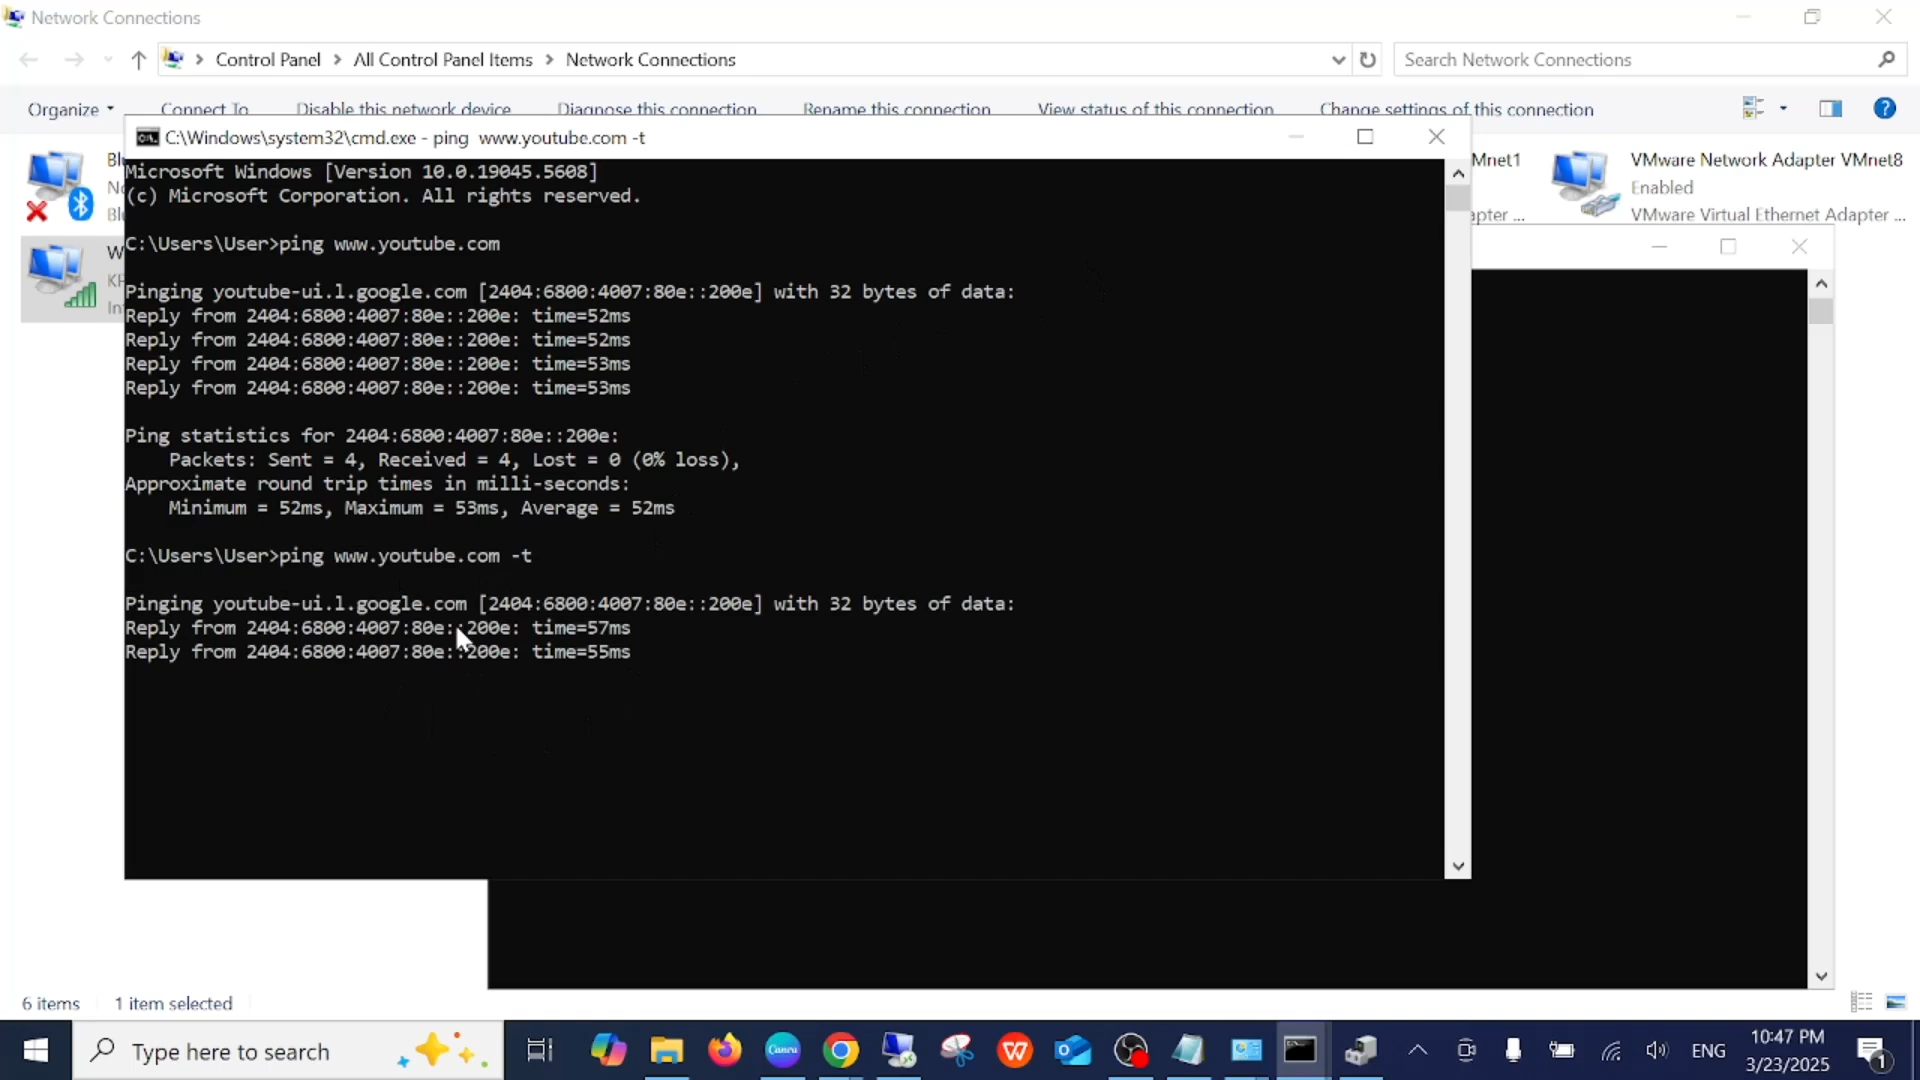 Network Connections
Control Panel > All Control Panel Items > Network Connections
Search Network Connections
Organize Connect To Disable this network device Diagnose this connection Rename this connection View status of this connection Change settings of this connection
C:\Windows\system32\cmd.exe - ping  www.youtube.com -t
Microsoft Windows [Version 10.0.19045.5608]
(c) Microsoft Corporation. All rights reserved.
C:\Users\User>ping www.youtube.com
Pinging youtube-ui.l.google.com [2404:6800:4007:80e::200e] with 32 bytes of data:
Reply from 2404:6800:4007:80e::200e: time=52ms
Reply from 2404:6800:4007:80e::200e: time=52ms
Reply from 2404:6800:4007:80e::200e: time=53ms
Reply from 2404:6800:4007:80e::200e: time=53ms
Ping statistics for 2404:6800:4007:80e::200e:
Packets: Sent = 4, Received = 4, Lost = 0 (0% loss),
Approximate round trip times in milli-seconds:
Minimum = 52ms, Maximum = 53ms, Average = 52ms
C:\Users\User>ping www.youtube.com -t
Pinging youtube-ui.l.google.com [2404:6800:4007:80e::200e] with 32 bytes of data:
Reply from 2404:6800:4007:80e::200e: time=57ms
Reply from 2404:6800:4007:80e::200e: time=55ms
Mnet1
apter ...
VMware Network Adapter VMnet8
Enabled
VMware Virtual Ethernet Adapter ...
6 items 1 item selected
Type here to search
Canva
ENG
10:47 PM
3/23/2025
1